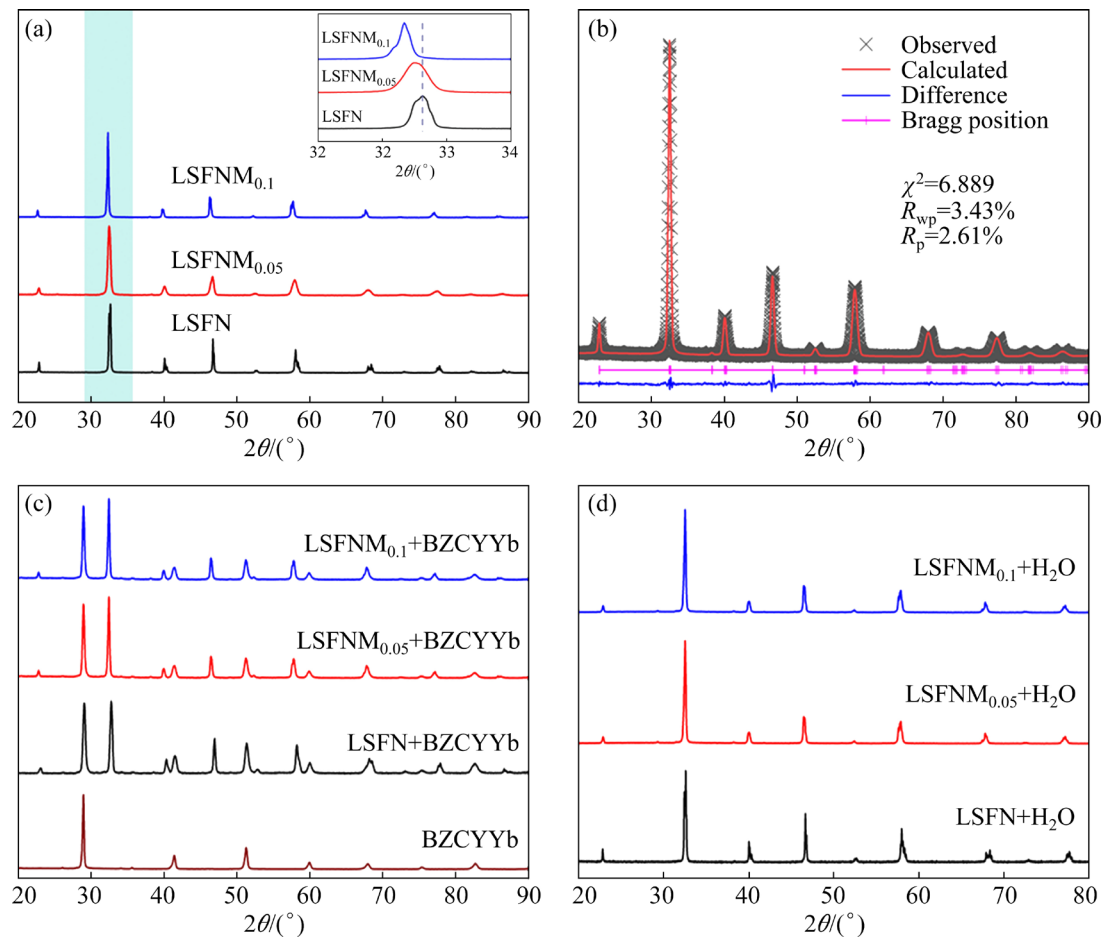 (a)
LSFNM0.1
LSFNM0.05
LSFN
32 33 34
2θ/(°)
LSFNM0.1
LSFNM0.05
LSFN
20 30 40 50 60 70 80 90
2θ/(°)
(b)
Observed
Calculated
Difference
Bragg position
χ²=6.889
Rwp=3.43%
Rp=2.61%
20 30 40 50 60 70 80 90
2θ/(°)
(c)
LSFNM0.1+BZCYYb
LSFNM0.05+BZCYYb
LSFN+BZCYYb
BZCYYb
20 30 40 50 60 70 80 90
2θ/(°)
(d)
LSFNM0.1+H2O
LSFNM0.05+H2O
LSFN+H2O
20 30 40 50 60 70 80
2θ/(°)